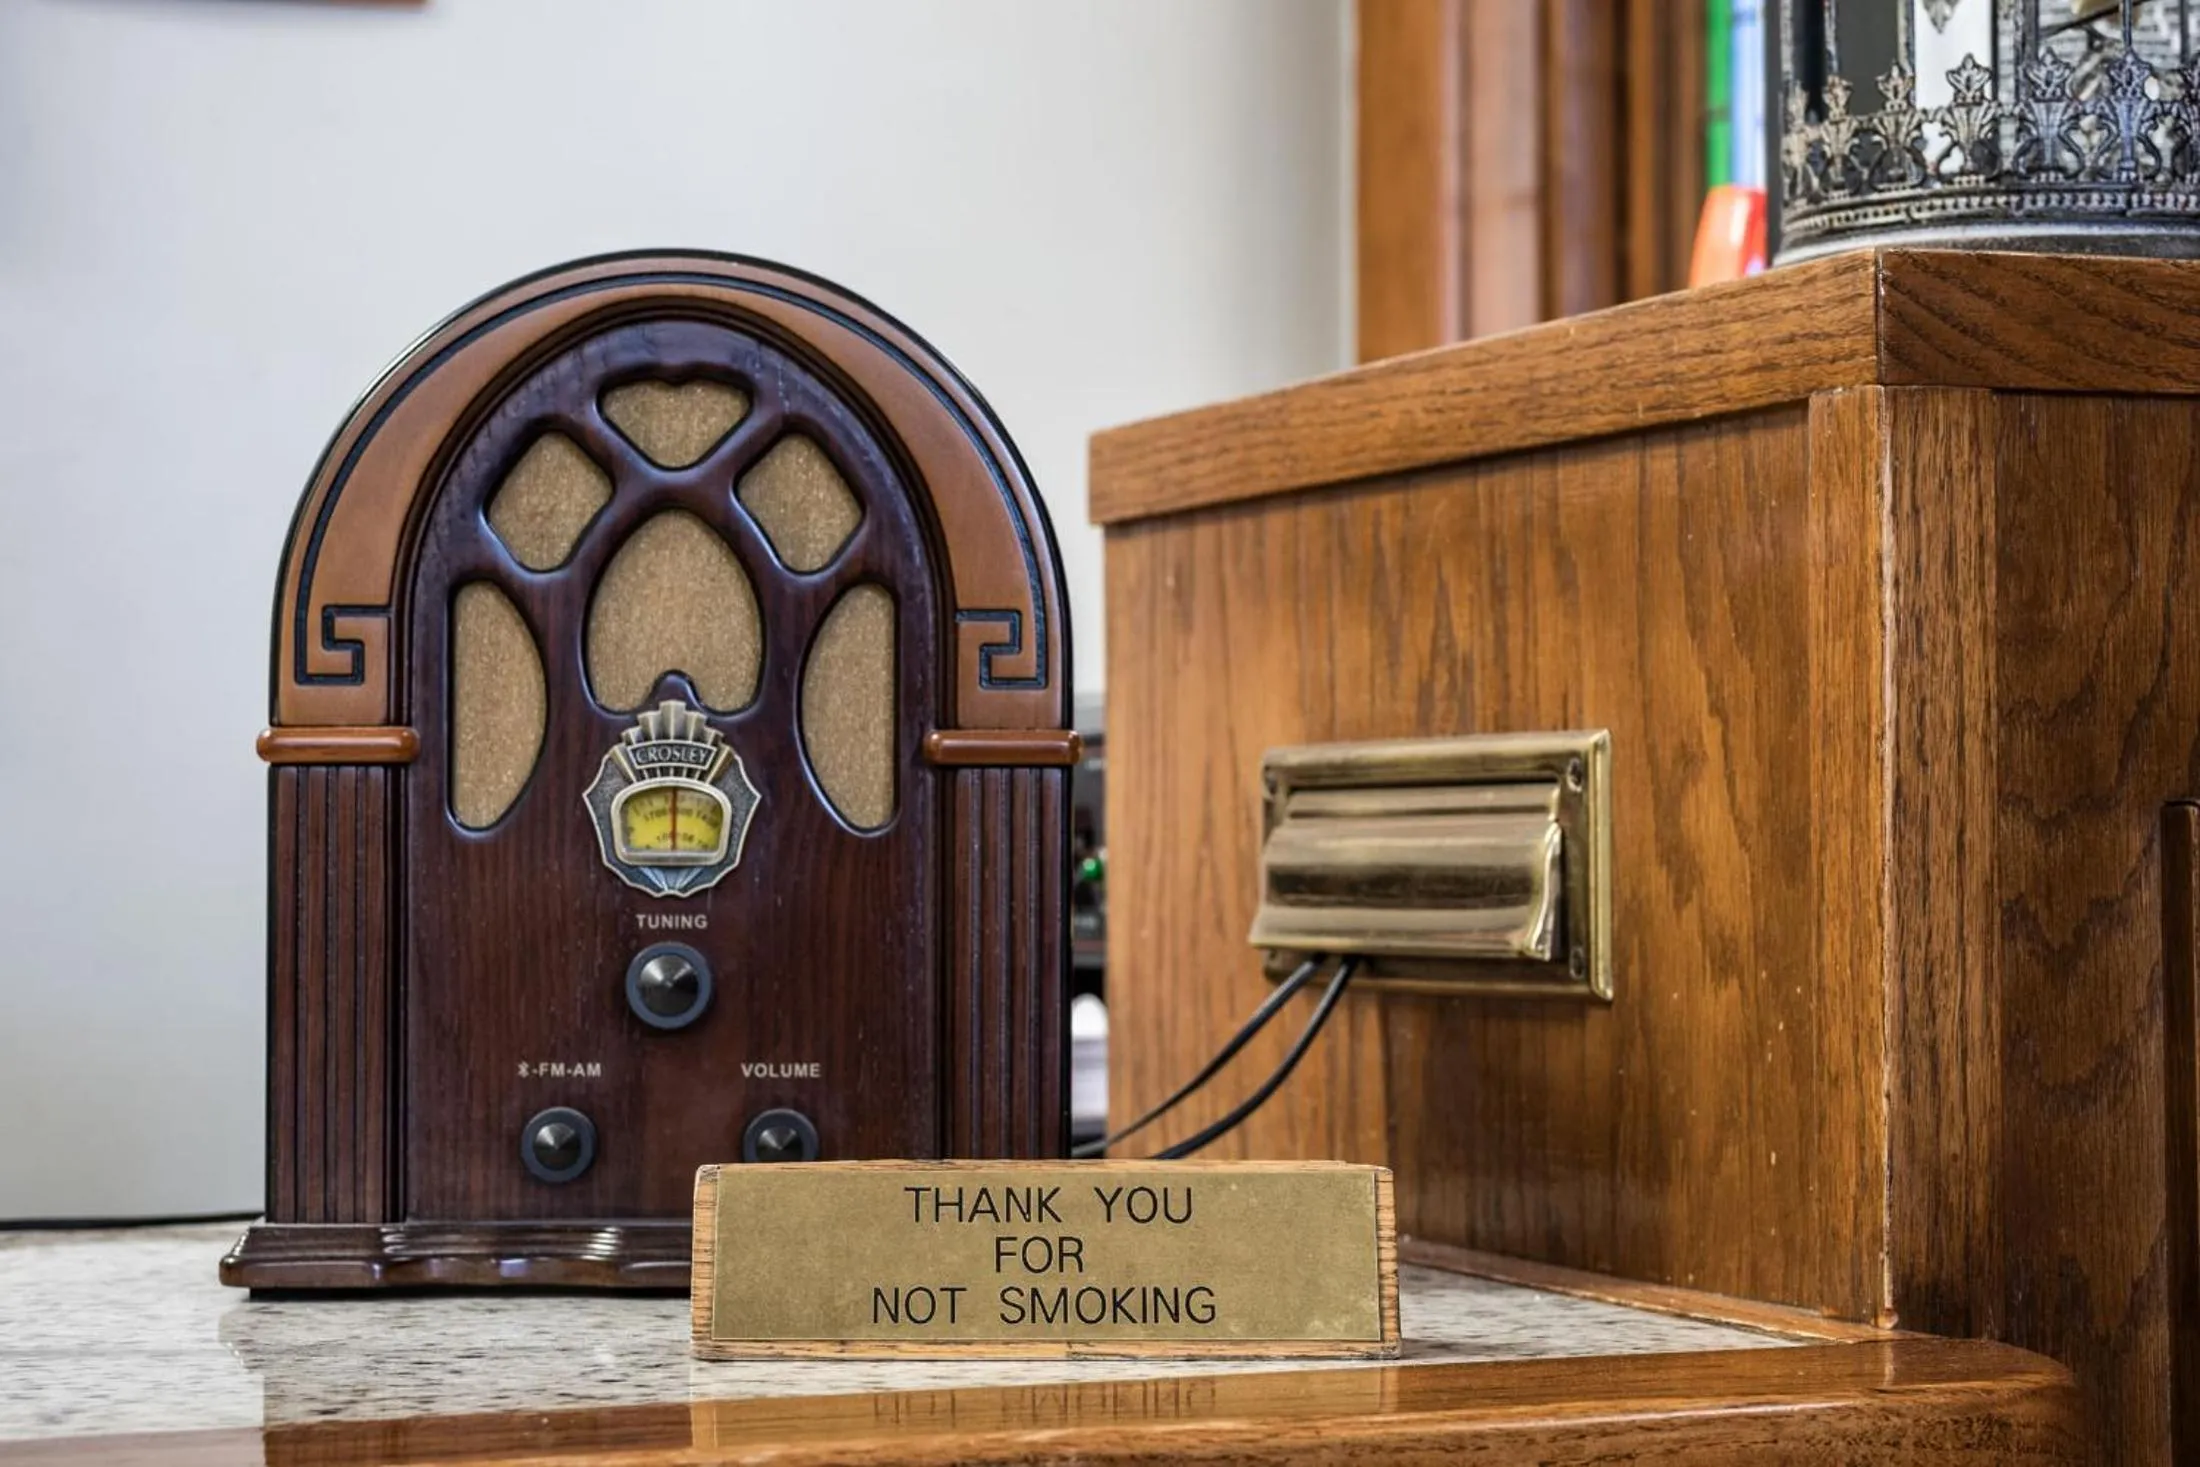 CROSLEY
TUNING
-FM-AM
VOLUME
THANK YOU
FOR
NOT SMOKING